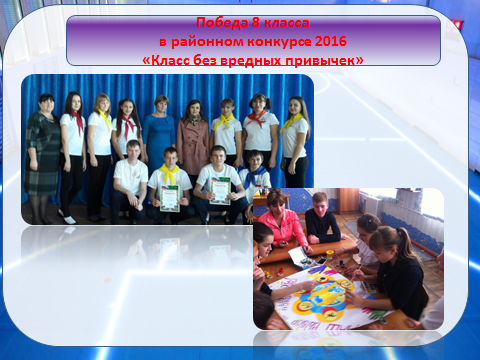 Победа 8 класса
в районном конкурсе 2016
«Класс без вредных привычек»